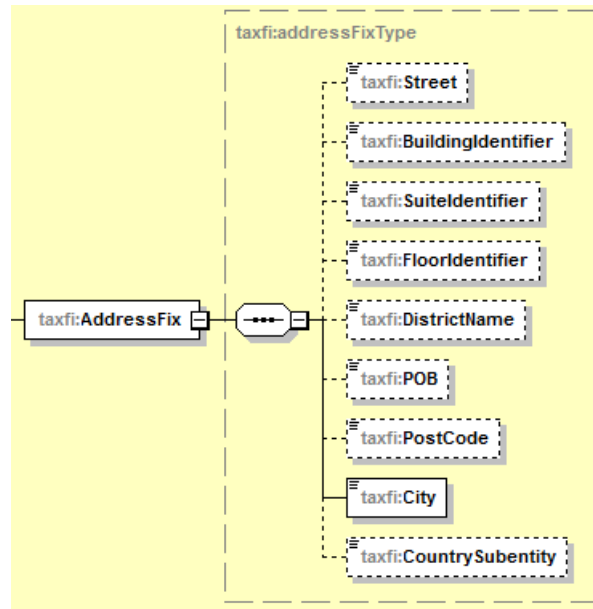 taxfi:addressFixType
taxfi:Street
taxfi:BuildingIdentifier
taxfi:SuiteIdentifier
taxfi:FloorIdentifier
taxfi:AddressFix
taxfi:DistrictName
taxfi:POB
taxfi:PostCode
taxfi:City
taxfi:CountrySubentity